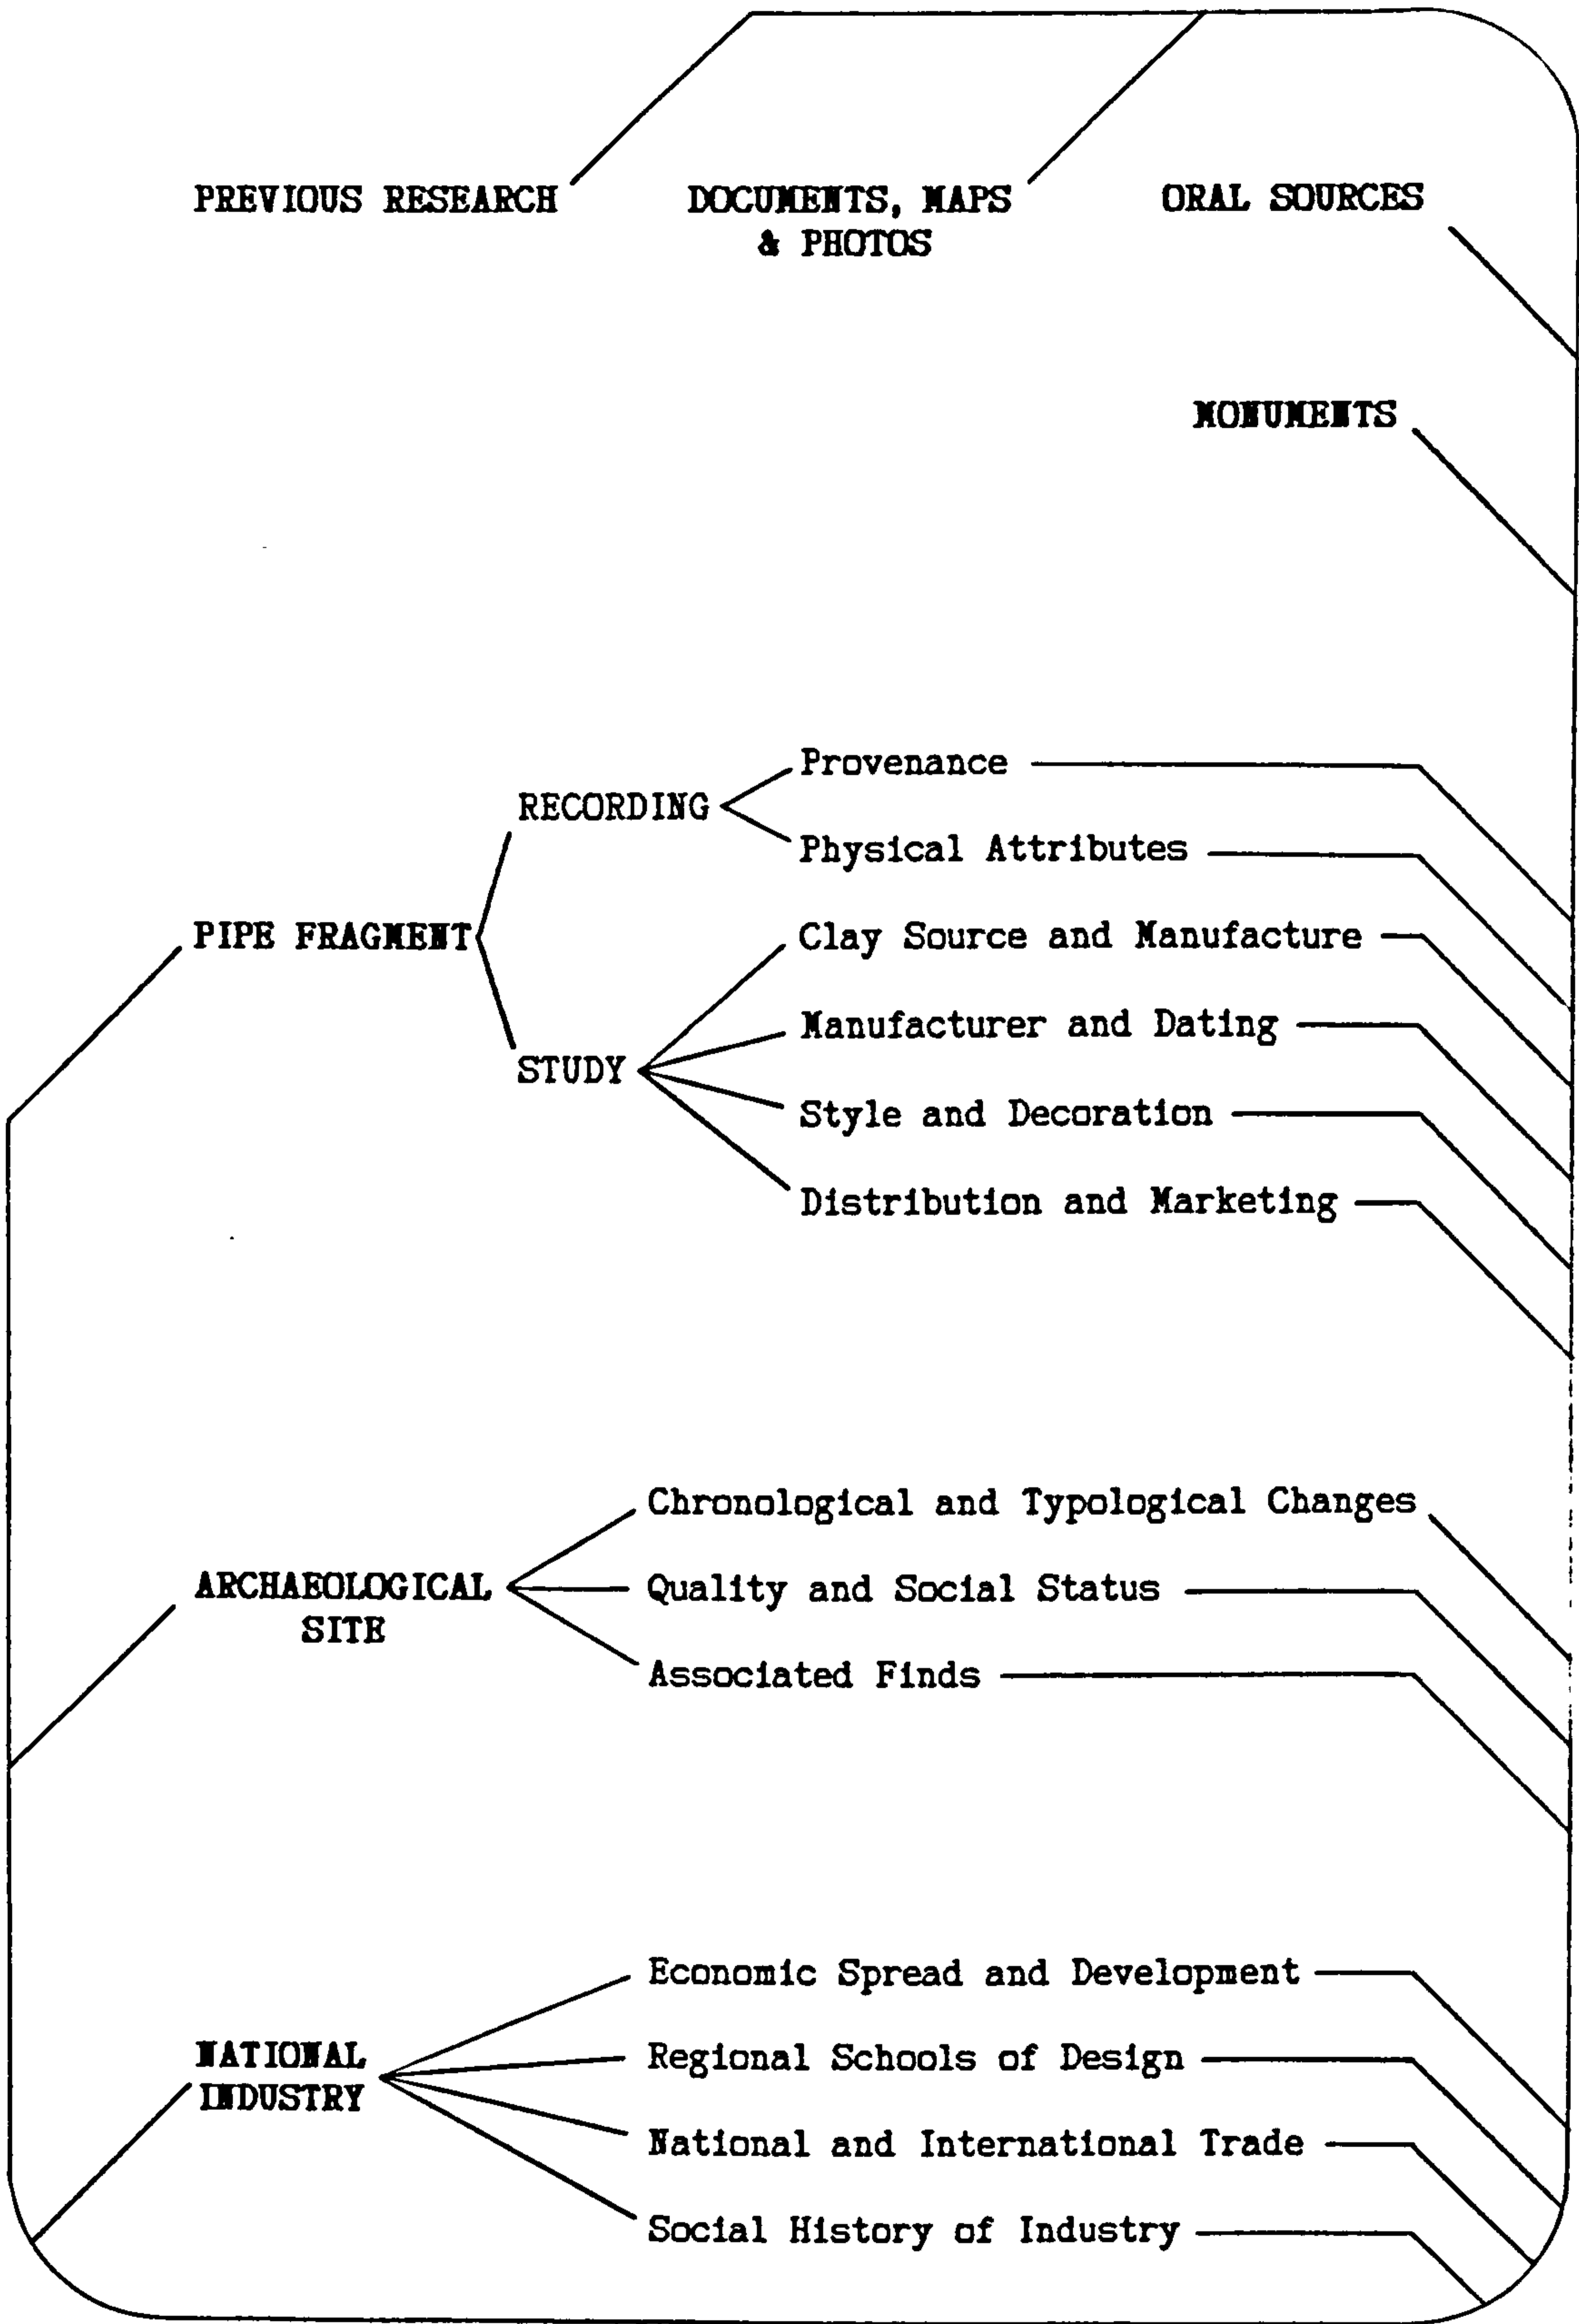 PREVIOUS RESEARCH
DOCUMENTS, MAPS
& PHOTOS
ORAL SOURCES
MONUMENTS
Provenance
RECORDING
Physical Attributes
PIPE FRAGMENT
Clay Source and Manufacture
Manufacturer and Dating
STUDY
Style and Decoration
Distribution and Marketing
Chronological and Typological Changes
ARCHAEOLOGICAL
SITE
Quality and Social Status
Associated Finds
Economic Spread and Development
NATIONAL
INDUSTRY
Regional Schools of Design
National and International Trade
Social History of Industry